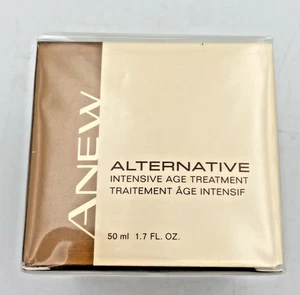 ANEW
ALTERNATIVE
INTENSIVE AGE TREATMENT
TRAITEMENT ÂGE INTENSIF
50 ml 1.7 FL. OZ.